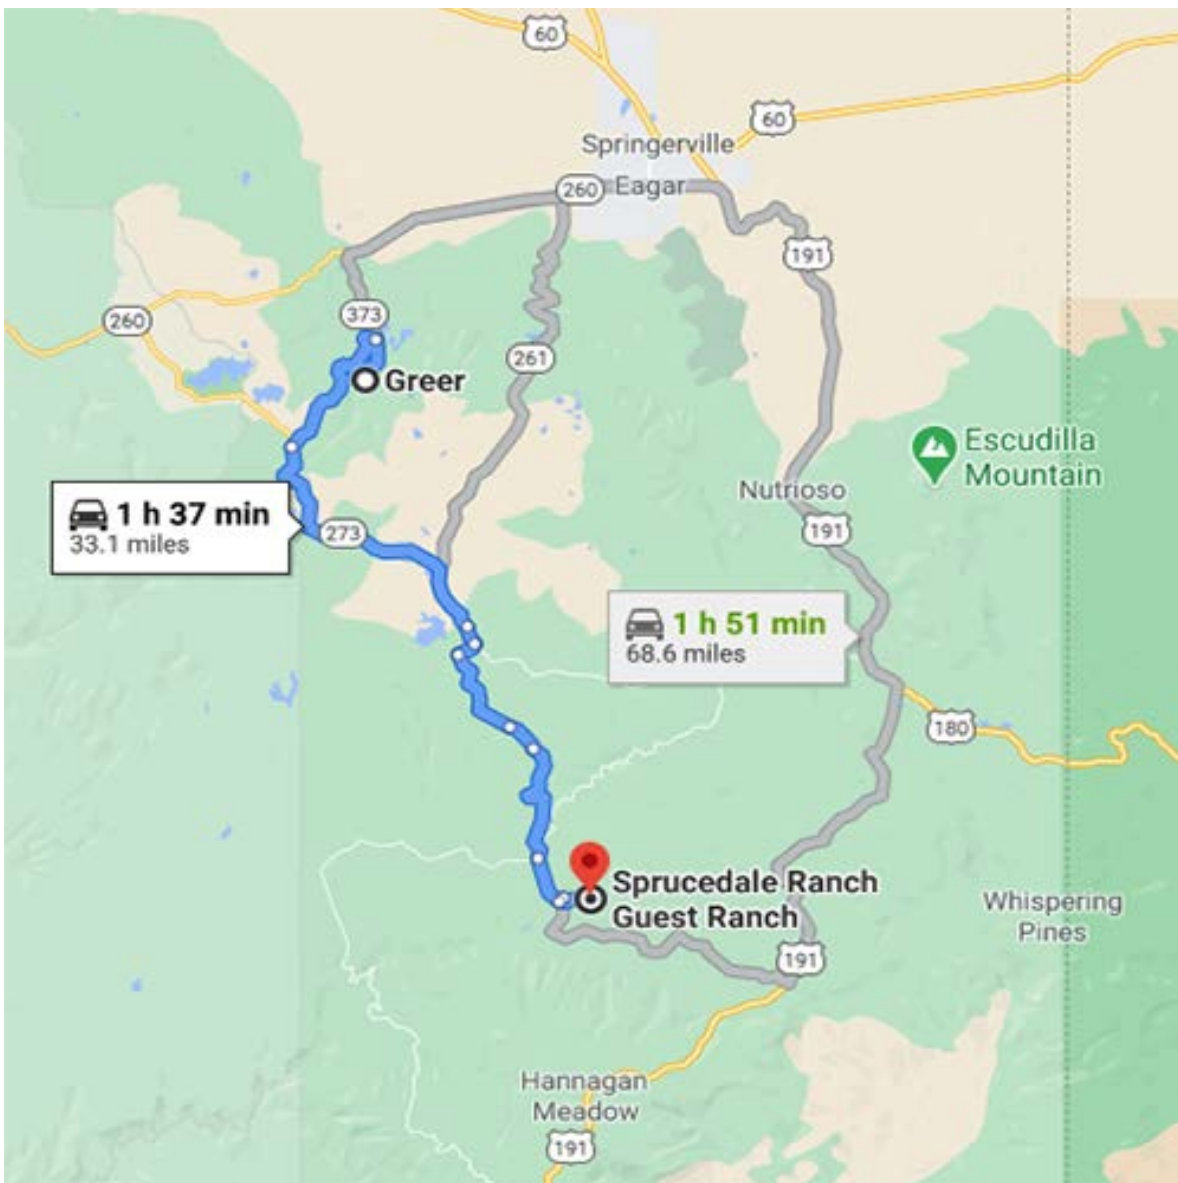 60
60
Springerville
260
Eagar
191
373
260
261
Greer
Escudilla
Mountain
1 h 37 min
33.1 miles
273
Nutrioso
191
1 h 51 min
68.6 miles
180
Sprucedale Ranch
Guest Ranch
Whispering
Pines
191
Hannagan
Meadow
191